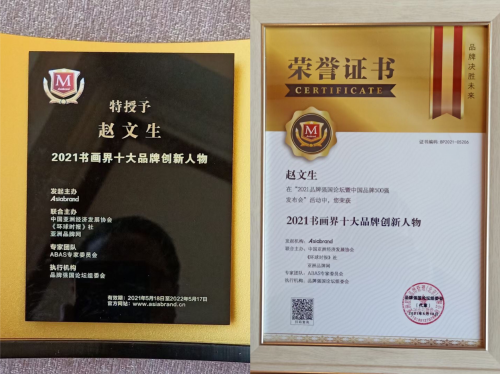 M
特授予
赵文生
2021书画界十大品牌创新人物
发起主办
Asiabrand
联合主办
中国亚洲经济发展协会
《环球时报》社
亚洲品牌网
专家团队
ABAS专家委员会
执行机构
品牌强国论坛组委会
有效期:2021年5月18日至2022年5月17日
官方网站:www.asiabrand.cn
品牌决胜未来
荣誉证书
CERTIFICATE
M
赵文生
在“2021品牌强国论坛暨中国品牌500强
发布会”活动中,您荣获
2021书画界十大品牌创新人物
发起机构:Asiabrand
联合主办:中国亚洲经济发展协会
《环球时报》社
亚洲品牌网
专家团队:ABAS专家委员会
执行机构:品牌强国论坛组委会